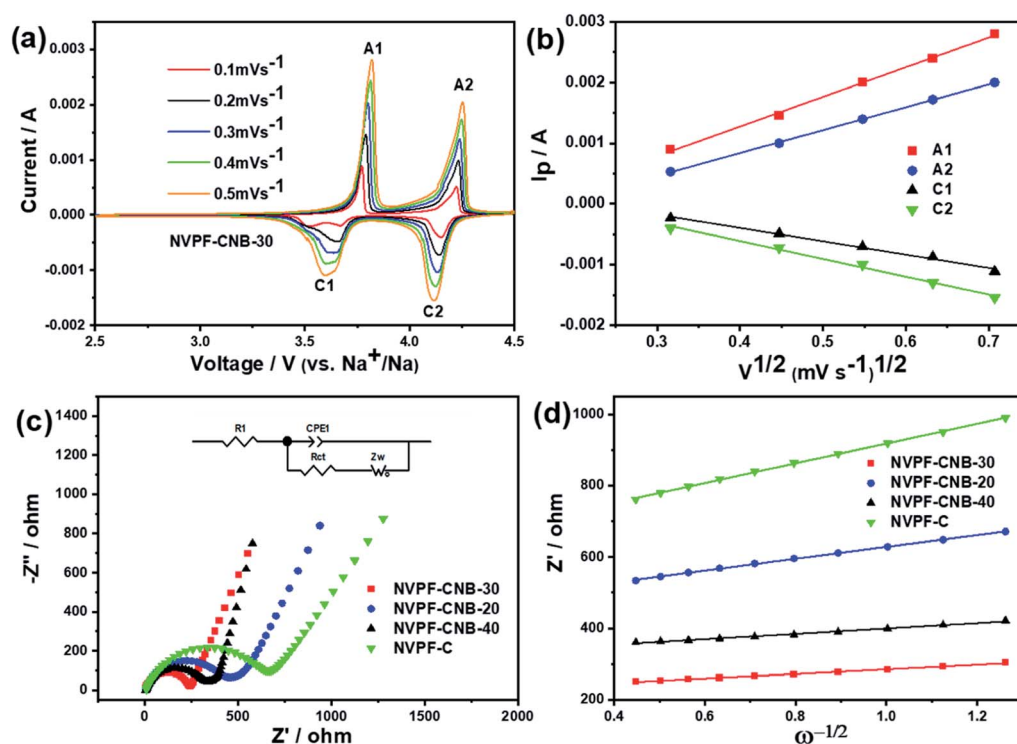 (a)
0.003
0.002
0.001
0.000
-0.001
-0.002
Current / A
0.1mVs-1
0.2mVs-1
0.3mVs-1
0.4mVs-1
0.5mVs-1
A1
A2
NVPF-CNB-30
C1
C2
2.5 3.0 3.5 4.0 4.5
Voltage / V (vs. Na+/Na)
(b)
0.003
0.002
0.001
0.000
-0.001
-0.002
Ip / A
A1
A2
C1
C2
0.3 0.4 0.5 0.6 0.7
V1/2 (mV s-1)1/2
(c)
1400
1200
1000
800
600
400
200
0
-Z" / ohm
R1 CPE1
Rct Zw
NVPF-CNB-30
NVPF-CNB-20
NVPF-CNB-40
NVPF-C
0 500 1000 1500 2000
Z' / ohm
(d)
1000
800
600
400
200
Z' / ohm
NVPF-CNB-30
NVPF-CNB-20
NVPF-CNB-40
NVPF-C
0.4 0.6 0.8 1.0 1.2
ω-1/2